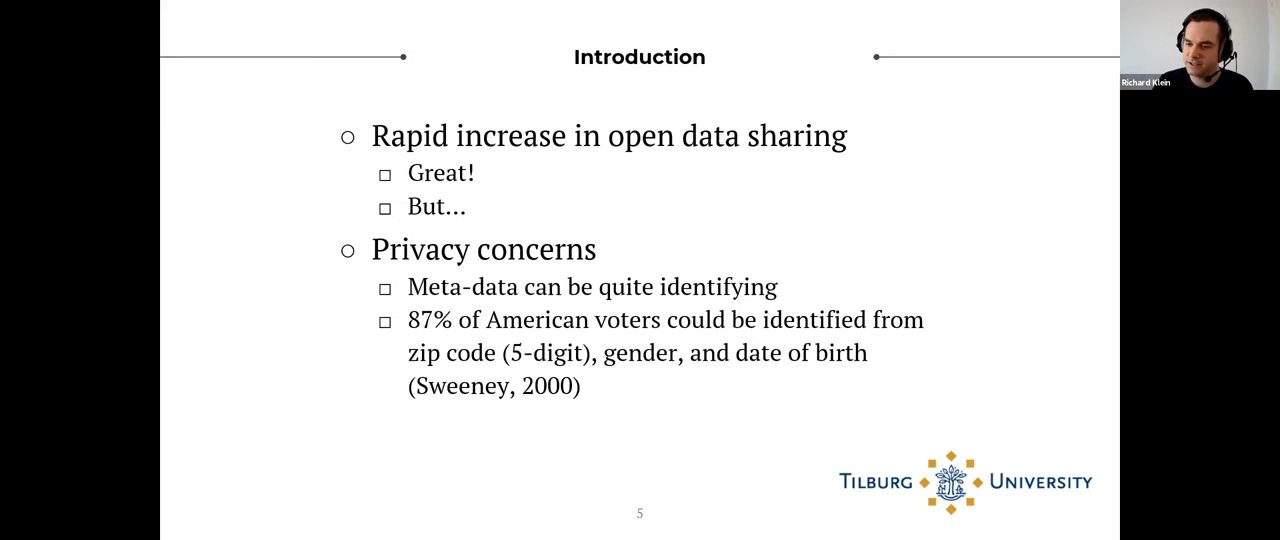 Introduction
Richard Klein
Rapid increase in open data sharing
Great!
But...
Privacy concerns
Meta-data can be quite identifying
87% of American voters could be identified from
zip code (5-digit), gender, and date of birth
(Sweeney, 2000)
TILBURG UNIVERSITY
5